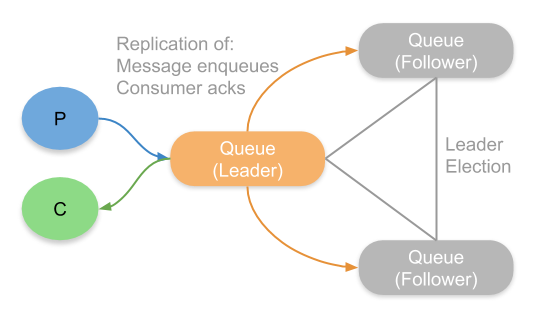 Replication of:
Message enqueues
Consumer acks
Queue
(Follower)
P
Queue
(Leader)
Leader
Election
C
Queue
(Follower)